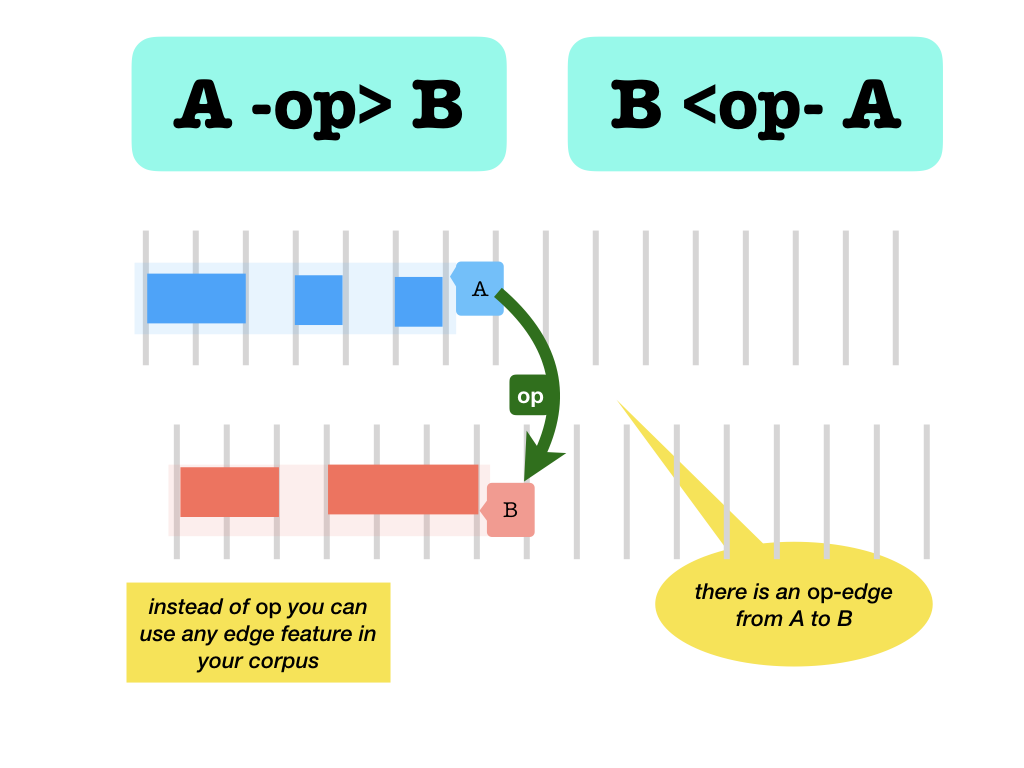 A -op> B
B <op- A
A
op
B
instead of op you can
use any edge feature in
your corpus
there is an op-edge
from A to B